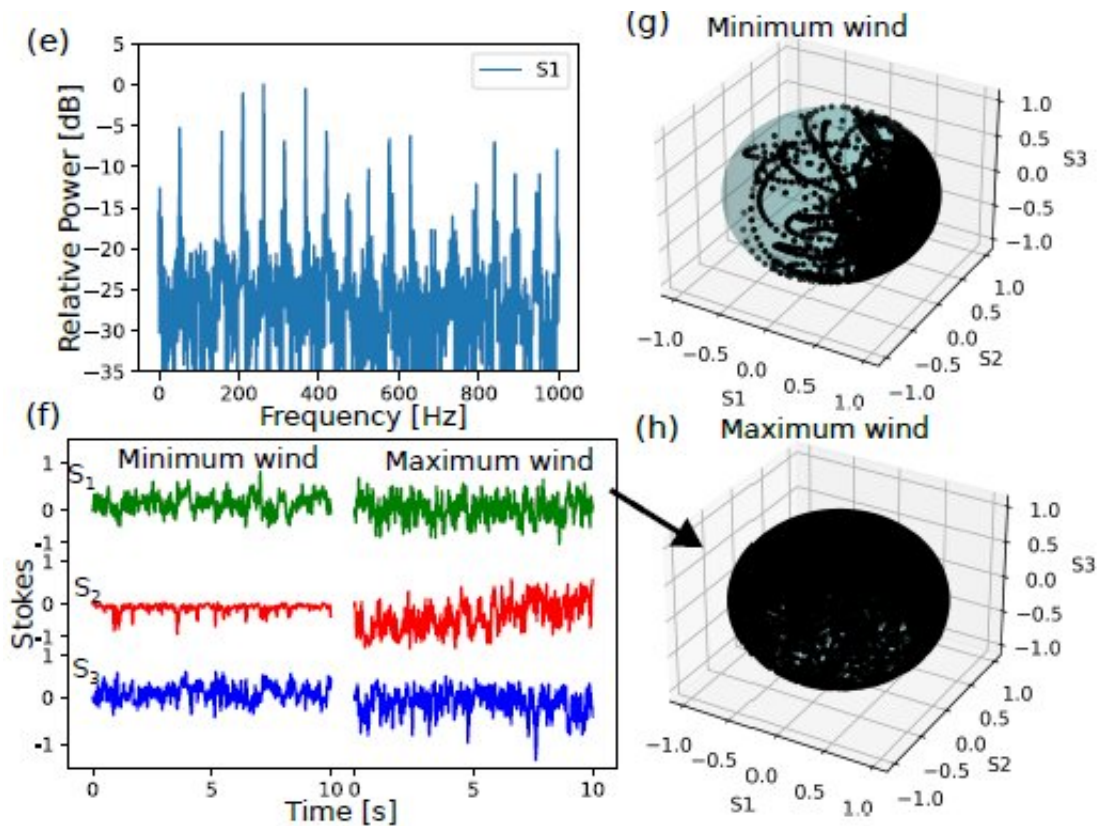 (e)
5
0
−5
−10
−15
−20
−25
−30
−35
Relative Power [dB]
S1
0 200 400 600 800 1000
Frequency [Hz]
(g) Minimum wind
1.0
0.5
0.0
−0.5
−1.0
S3
−1.0 −0.5 0.0 0.5 1.0
S1
−1.0 −0.5 0.0 0.5 1.0
S2
(f)
Minimum wind Maximum wind
1
0
-1
S1
1
0
-1
S2
1
0
-1
S3
Stokes
0 5 10 0 5 10
Time [s]
(h) Maximum wind
1.0
0.5
0.0
−0.5
−1.0
S3
−1.0 −0.5 0.0 0.5 1.0
S1
−1.0 −0.5 0.0 0.5 1.0
S2